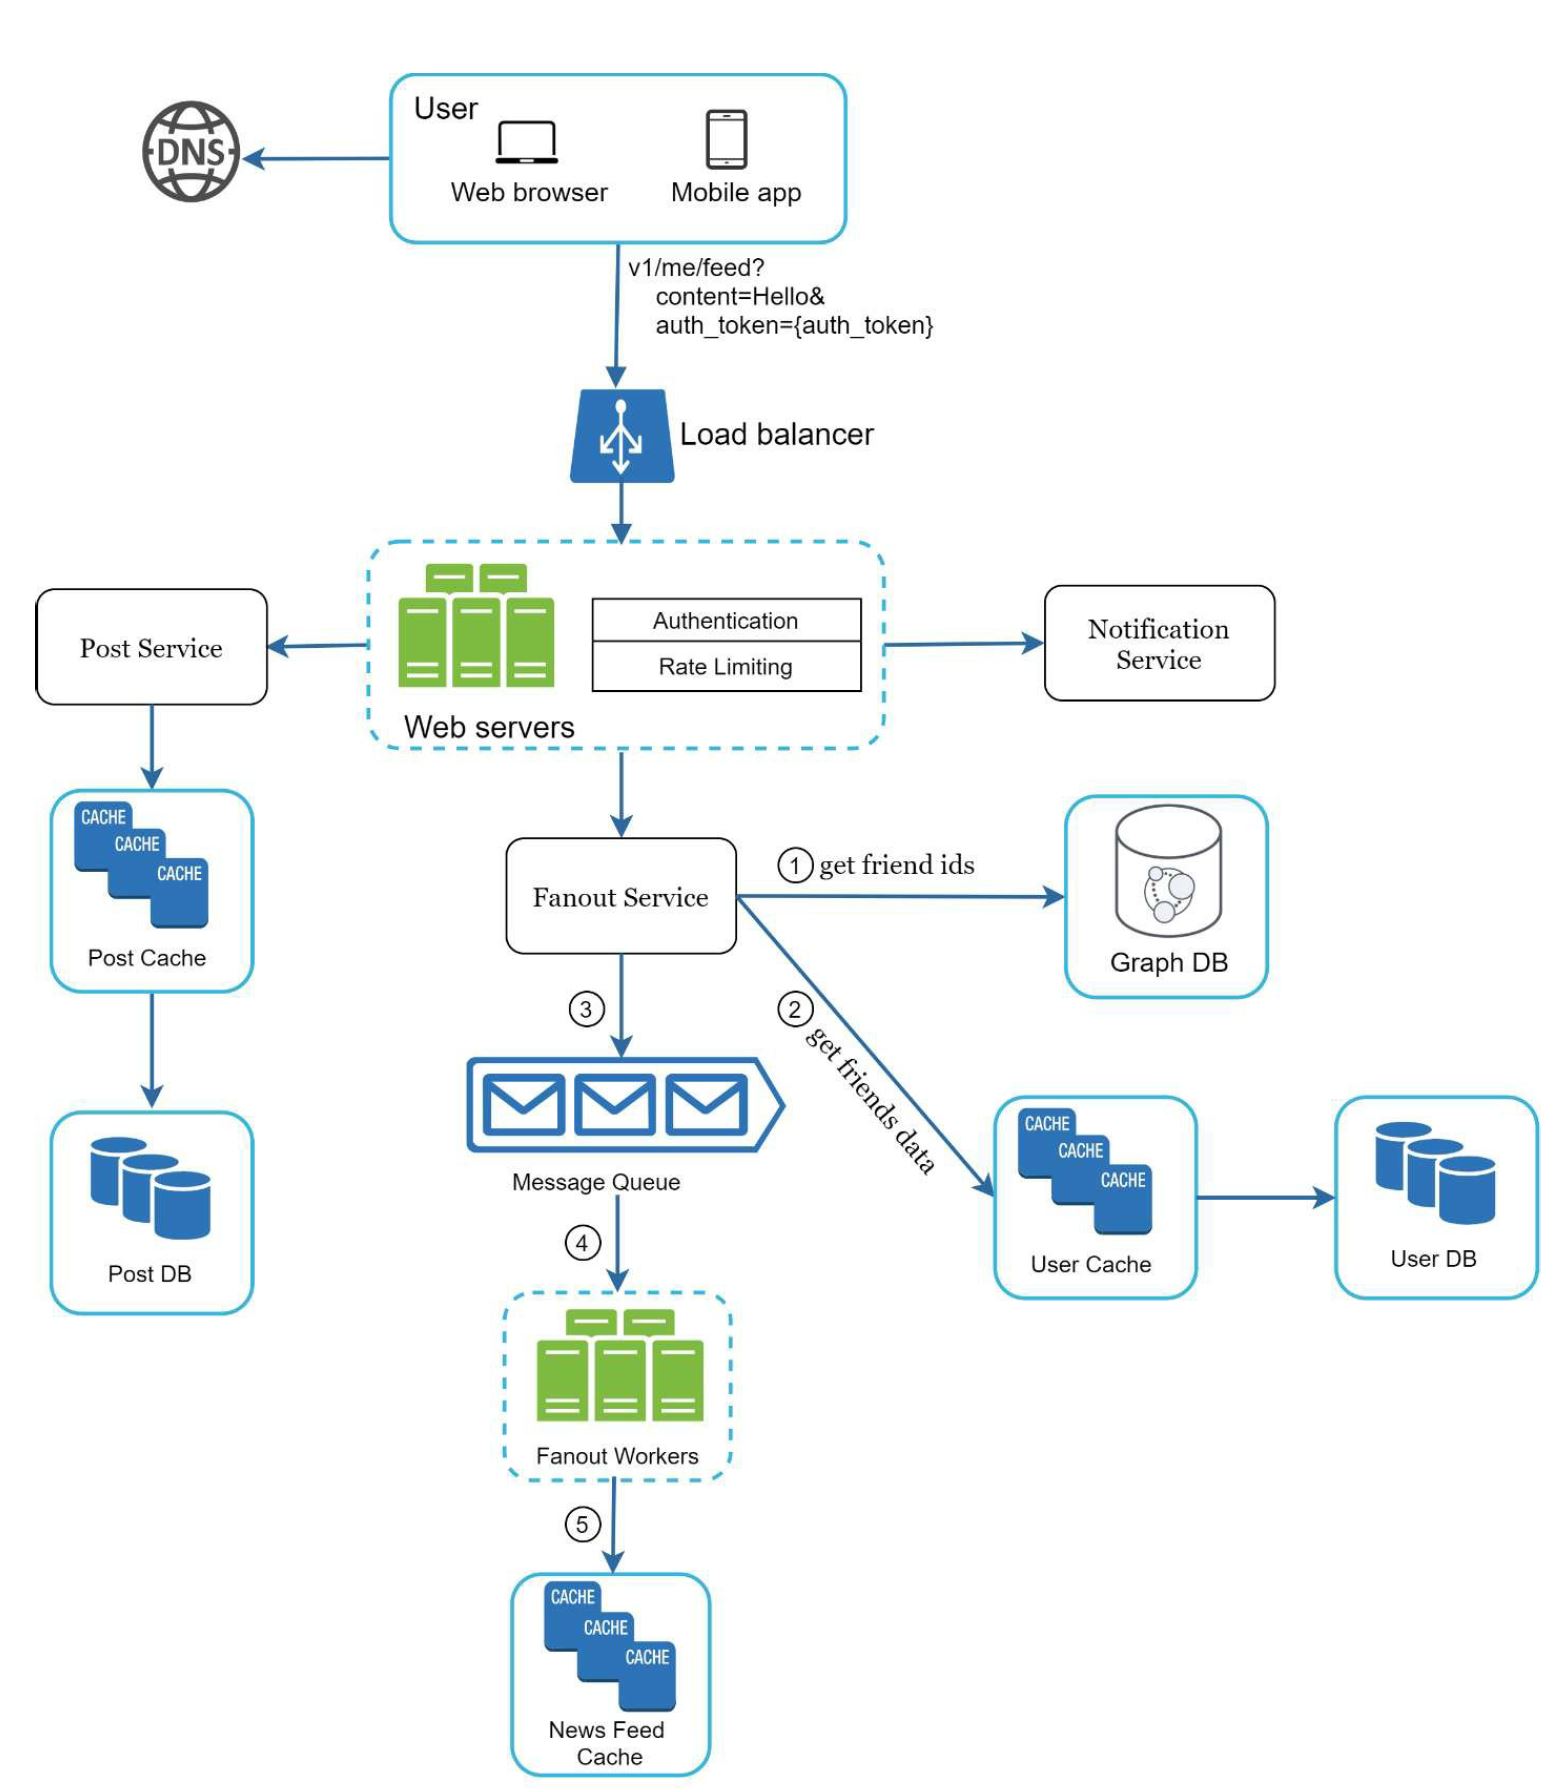 User
DNS
Web browser
Mobile app
v1/me/feed?
content=Hello&
auth_token={auth_token}
Load balancer
Post Service
Authentication
Rate Limiting
Web servers
Notification
Service
CACHE
CACHE
CACHE
Post Cache
Fanout Service
1 get friend ids
Graph DB
3
2 get friends data
Message Queue
Post DB
4
CACHE
CACHE
CACHE
User Cache
User DB
Fanout Workers
5
CACHE
CACHE
CACHE
News Feed
Cache